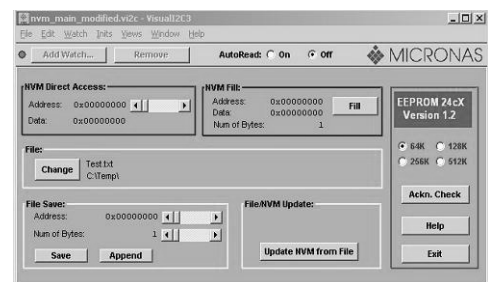 nvm_main_modified.vi2c - VisualI2C3
File Edit Watch Inits Views Window Help
Add Watch... Remove AutoRead: On Off MICRONAS
NVM Direct Access:
Address: 0x00000000
Data: 0x00000000
NVM Fill:
Address: 0x00000000
Data: 0x00000000
Num of Bytes: 1
Fill
EEPROM 24cX
Version 1.2
64K 128K
256K 512K
Ackn. Check
Help
Exit
File:
Change
Test.txt
C:\Temp\
File Save:
Address: 0x00000000
Num of Bytes: 1
Save Append
File/NVM Update:
Update NVM from File